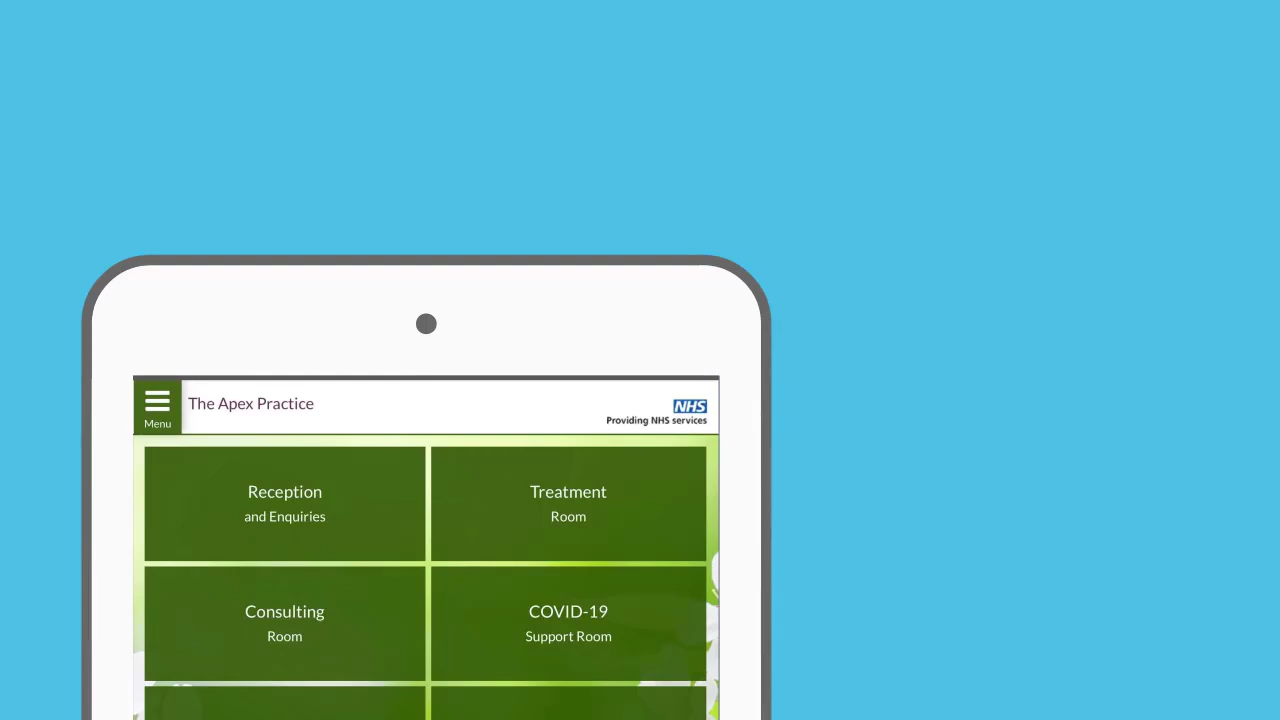 Menu
The Apex Practice
NHS
Providing NHS services
Reception
and Enquiries
Treatment
Room
Consulting
Room
COVID-19
Support Room